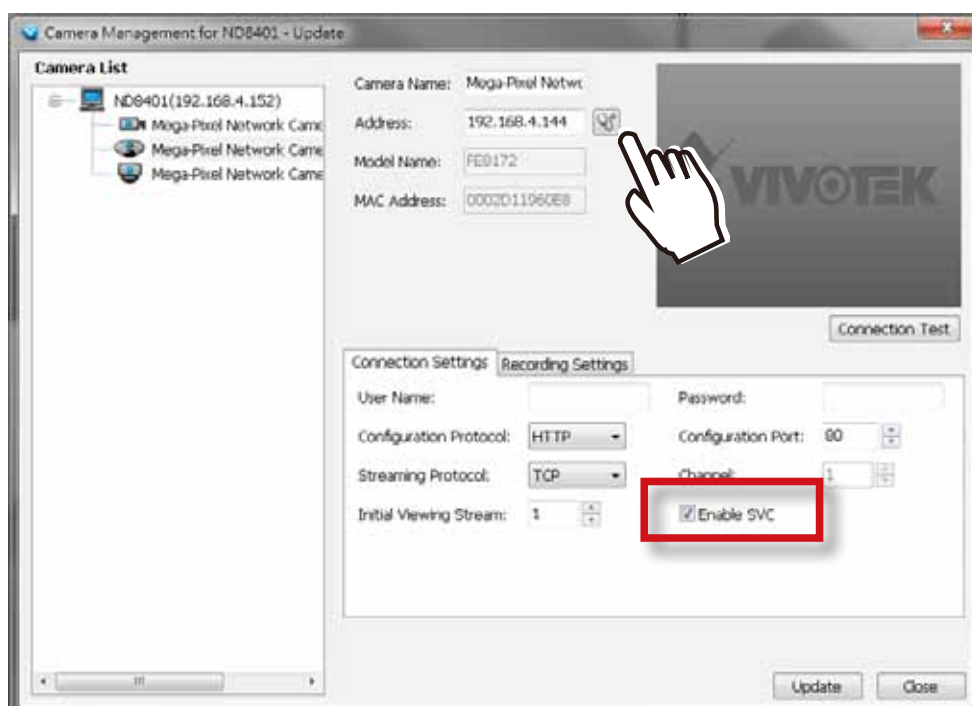 Camera Management for ND8401 - Update
Camera List
ND8401(192.168.4.152)
Mega-Pixel Network Came
Mega-Pixel Network Came
Mega-Pixel Network Came
Camera Name: Mega-Pixel Netwc
Address: 192.168.4.144
Model Name: FE8172
MAC Address: 0002D11960E8
VIVOTEK
Connection Test
Connection Settings Recording Settings
User Name: Password:
Configuration Protocol: HTTP Configuration Port: 80
Streaming Protocol: TCP Channel: 1
Initial Viewing Stream: 1 Enable SVC
Update Close